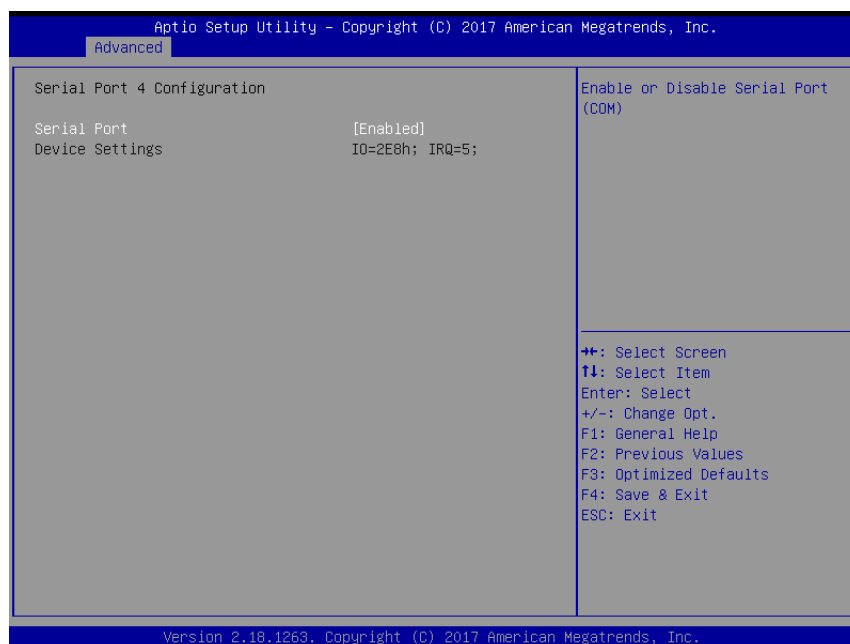 Aptio Setup Utility – Copyright (C) 2017 American Megatrends, Inc.
Advanced
Serial Port 4 Configuration
Serial Port [Enabled]
Device Settings IO=2E8h; IRQ=5;
Enable or Disable Serial Port
(COM)
→←: Select Screen
↑↓: Select Item
Enter: Select
+/-: Change Opt.
F1: General Help
F2: Previous Values
F3: Optimized Defaults
F4: Save & Exit
ESC: Exit
Version 2.18.1263. Copyright (C) 2017 American Megatrends, Inc.